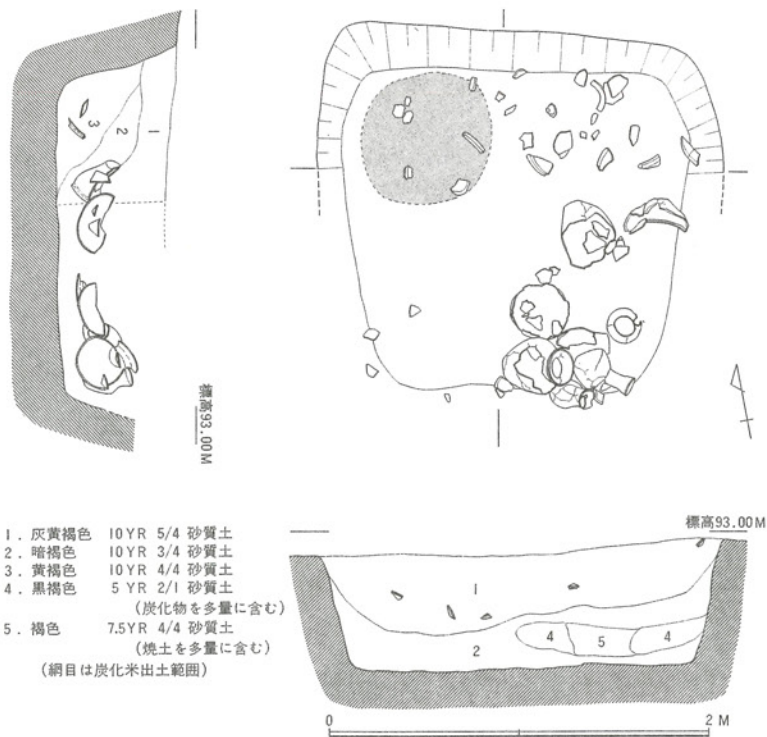 1
2
3
標高93.00M
1. 灰黄褐色 10YR 5/4 砂質土
2. 暗褐色 10YR 3/4 砂質土
3. 黄褐色 10YR 4/4 砂質土
4. 黒褐色 5YR 2/1 砂質土
(炭化物を多量に含む)
5. 褐色 7.5YR 4/4 砂質土
(焼土を多量に含む)
(網目は炭化米出土範囲)
標高93.00M
1
2
4
5
4
0
2M